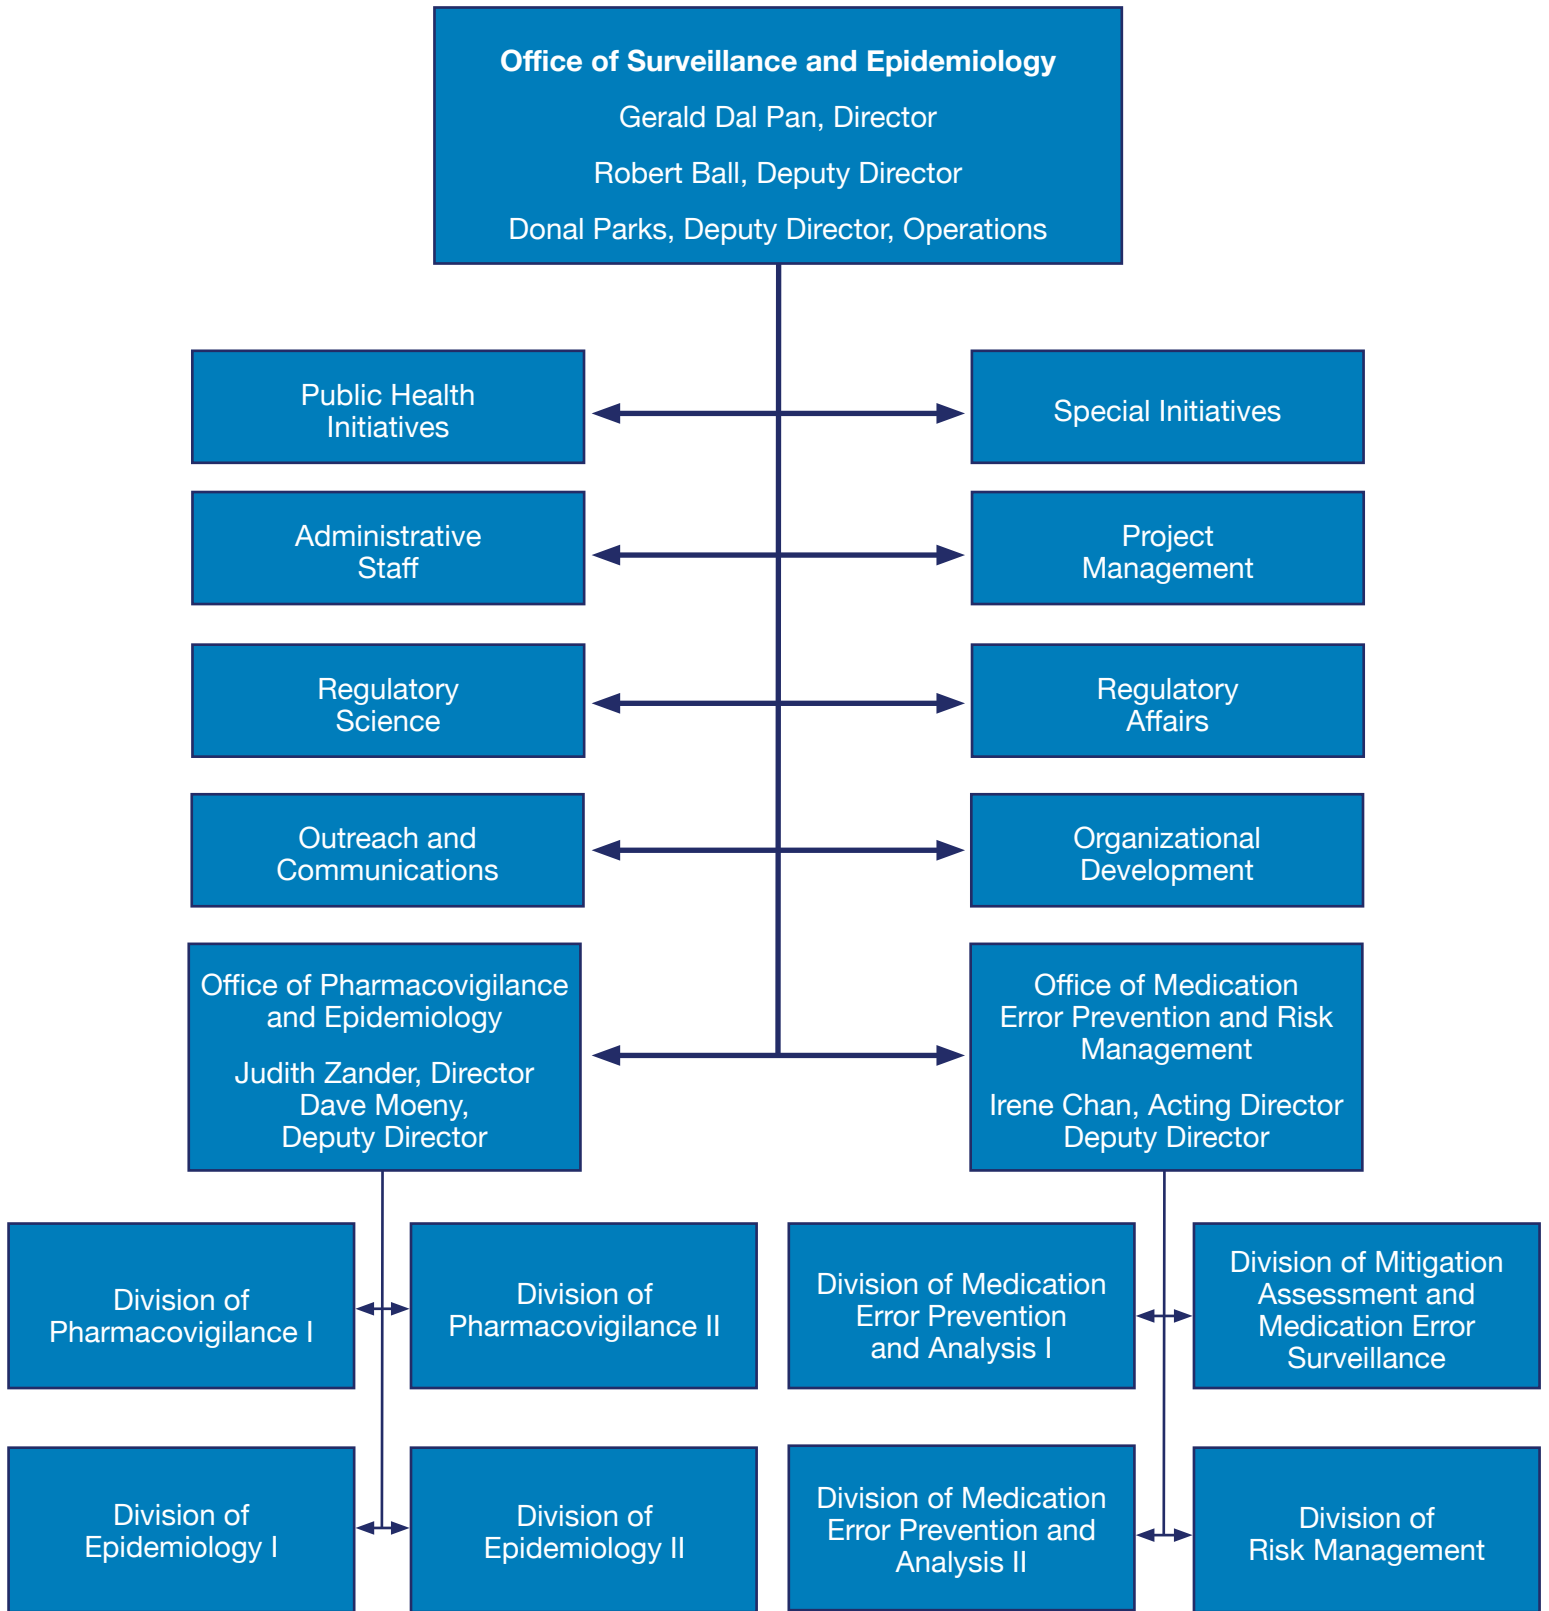 Office of Surveillance and Epidemiology
Gerald Dal Pan, Director
Robert Ball, Deputy Director
Donal Parks, Deputy Director, Operations
Public Health
Initiatives
Special Initiatives
Administrative
Staff
Project
Management
Regulatory
Science
Regulatory
Affairs
Outreach and
Communications
Organizational
Development
Office of Pharmacovigilance
and Epidemiology
Judith Zander, Director
Dave Moeny,
Deputy Director
Office of Medication
Error Prevention and Risk
Management
Irene Chan, Acting Director
Deputy Director
Division of
Pharmacovigilance I
Division of
Pharmacovigilance II
Division of Medication
Error Prevention
and Analysis I
Division of Mitigation
Assessment and
Medication Error
Surveillance
Division of
Epidemiology I
Division of
Epidemiology II
Division of Medication
Error Prevention and
Analysis II
Division of
Risk Management